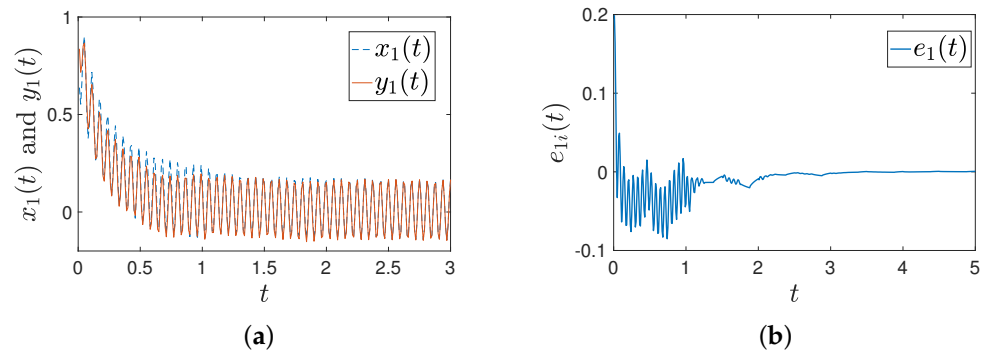 x₁(t) and y₁(t)
1
0.5
0
0 0.5 1 1.5 2 2.5 3
t
x₁(t)
y₁(t)
(a)
e₁ᵢ(t)
0.2
0.1
0
-0.1
0 1 2 3 4 5
t
e₁(t)
(b)